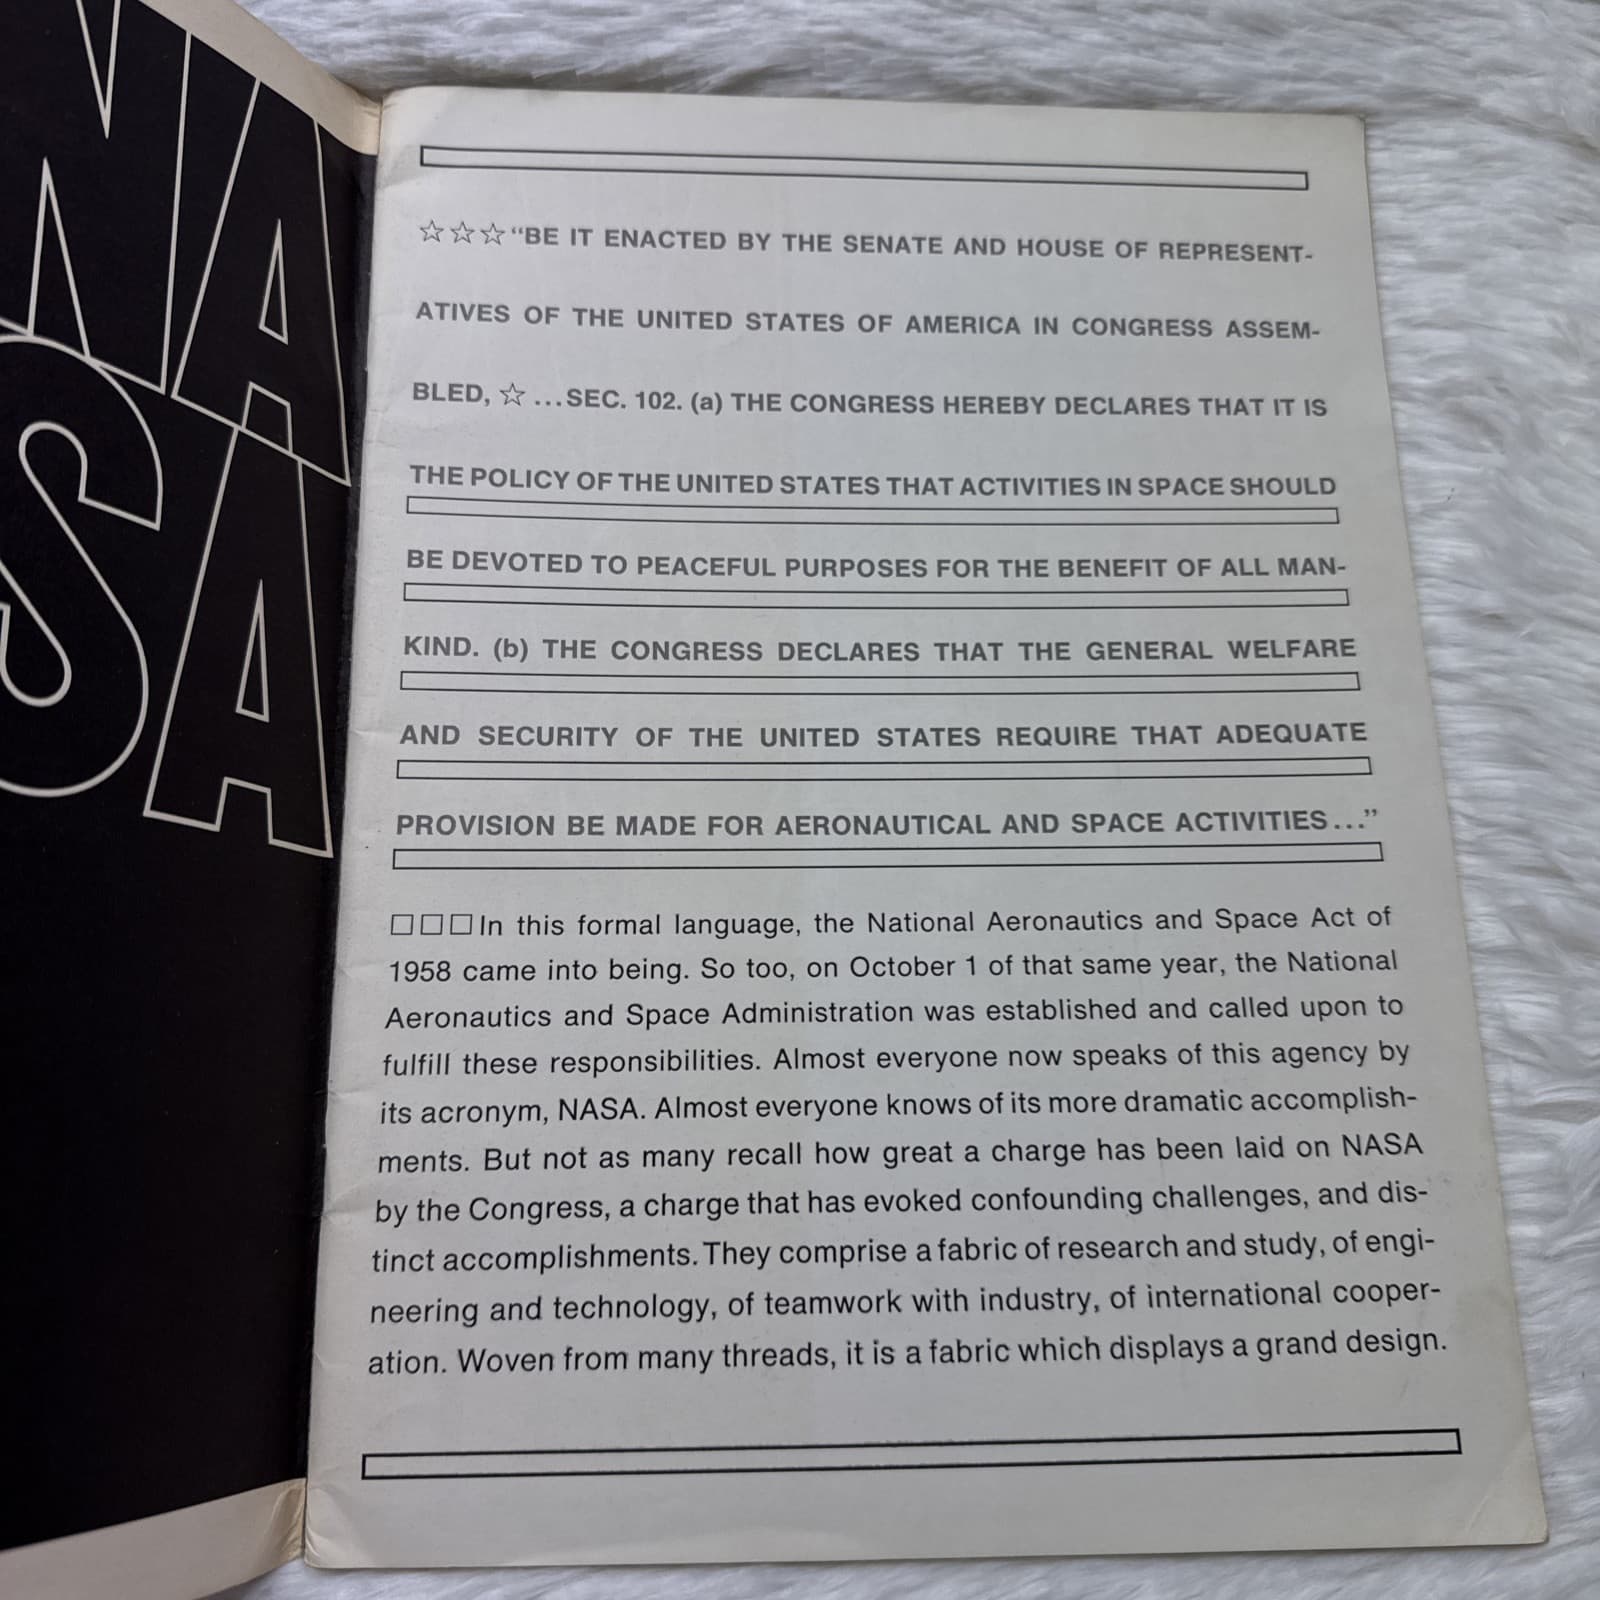 NA
SA
☆☆☆“BE IT ENACTED BY THE SENATE AND HOUSE OF REPRESENT-
ATIVES OF THE UNITED STATES OF AMERICA IN CONGRESS ASSEM-
BLED, ☆ ...SEC. 102. (a) THE CONGRESS HEREBY DECLARES THAT IT IS
THE POLICY OF THE UNITED STATES THAT ACTIVITIES IN SPACE SHOULD
BE DEVOTED TO PEACEFUL PURPOSES FOR THE BENEFIT OF ALL MAN-
KIND. (b) THE CONGRESS DECLARES THAT THE GENERAL WELFARE
AND SECURITY OF THE UNITED STATES REQUIRE THAT ADEQUATE
PROVISION BE MADE FOR AERONAUTICAL AND SPACE ACTIVITIES...”
□□□In this formal language, the National Aeronautics and Space Act of
1958 came into being. So too, on October 1 of that same year, the National
Aeronautics and Space Administration was established and called upon to
fulfill these responsibilities. Almost everyone now speaks of this agency by
its acronym, NASA. Almost everyone knows of its more dramatic accomplish-
ments. But not as many recall how great a charge has been laid on NASA
by the Congress, a charge that has evoked confounding challenges, and dis-
tinct accomplishments. They comprise a fabric of research and study, of engi-
neering and technology, of teamwork with industry, of international cooper-
ation. Woven from many threads, it is a fabric which displays a grand design.